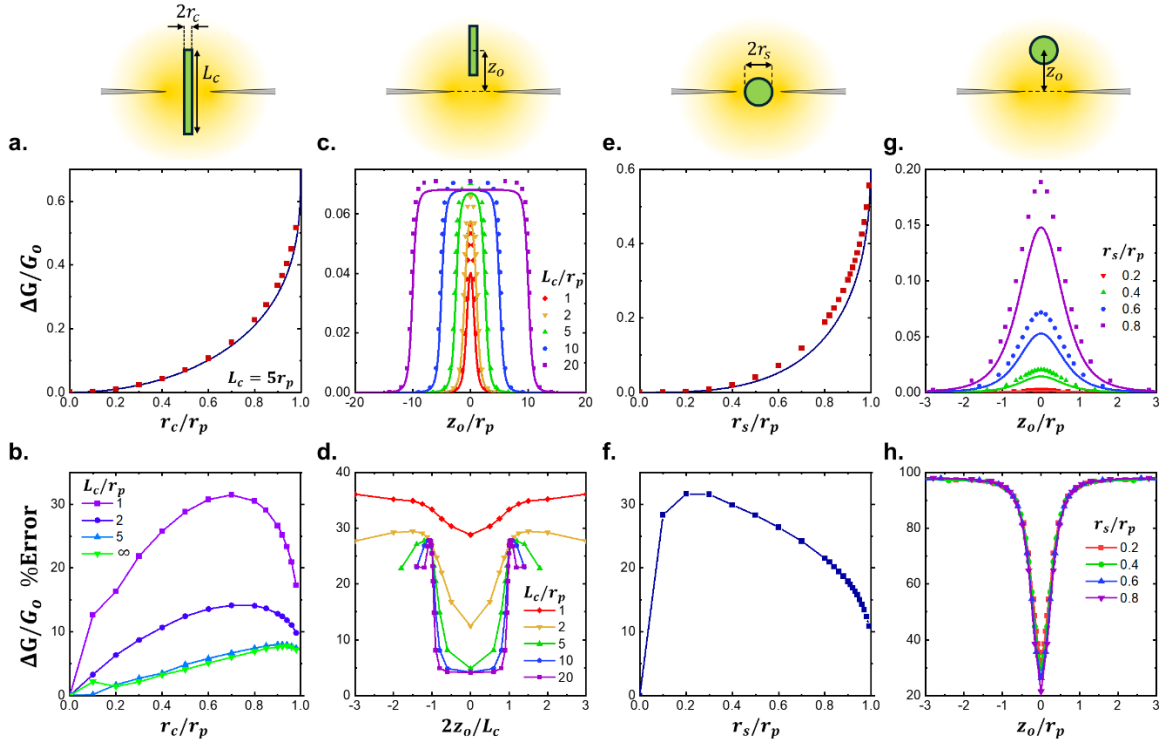 2r_c
L_c
z_o
2r_s
z_o
a.
ΔG/G_o
0.6
0.4
0.2
0.0
0.0 0.2 0.4 0.6 0.8 1.0
L_c = 5r_p
r_c/r_p
c.
0.06
0.04
0.02
0.00
-20 -10 0 10 20
L_c/r_p
1
2
5
10
20
z_o/r_p
e.
0.6
0.4
0.2
0.0
0.0 0.2 0.4 0.6 0.8 1.0
r_s/r_p
g.
0.20
0.15
0.10
0.05
0.00
-3 -2 -1 0 1 2 3
r_s/r_p
0.2
0.4
0.6
0.8
z_o/r_p
b.
ΔG/G_o %Error
30
20
10
0
0.0 0.2 0.4 0.6 0.8 1.0
L_c/r_p
1
2
5
∞
r_c/r_p
d.
40
30
20
10
0
-3 -2 -1 0 1 2 3
L_c/r_p
1
2
5
10
20
2z_o/L_c
f.
30
20
10
0
0.0 0.2 0.4 0.6 0.8 1.0
r_s/r_p
h.
100
80
60
40
20
-3 -2 -1 0 1 2 3
r_s/r_p
0.2
0.4
0.6
0.8
z_o/r_p